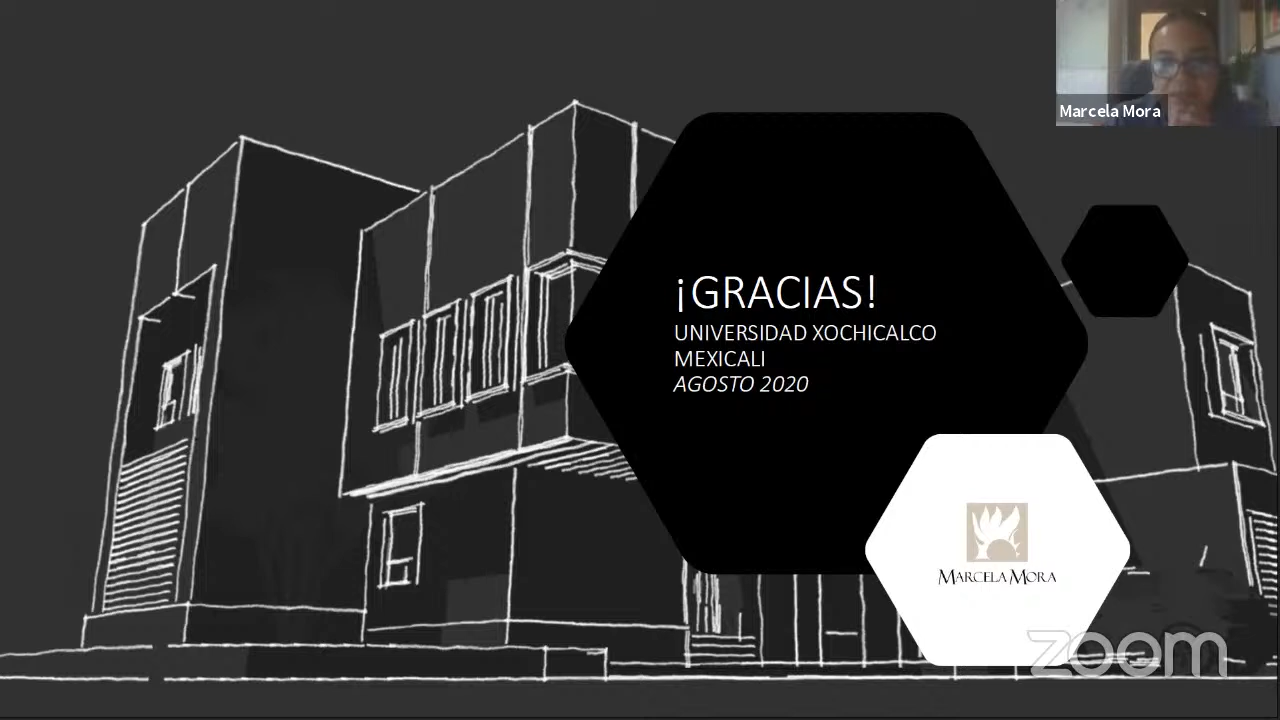 Marcela Mora
¡GRACIAS!
UNIVERSIDAD XOCHICALCO
MEXICALI
AGOSTO 2020
MARCELA MORA
zoom